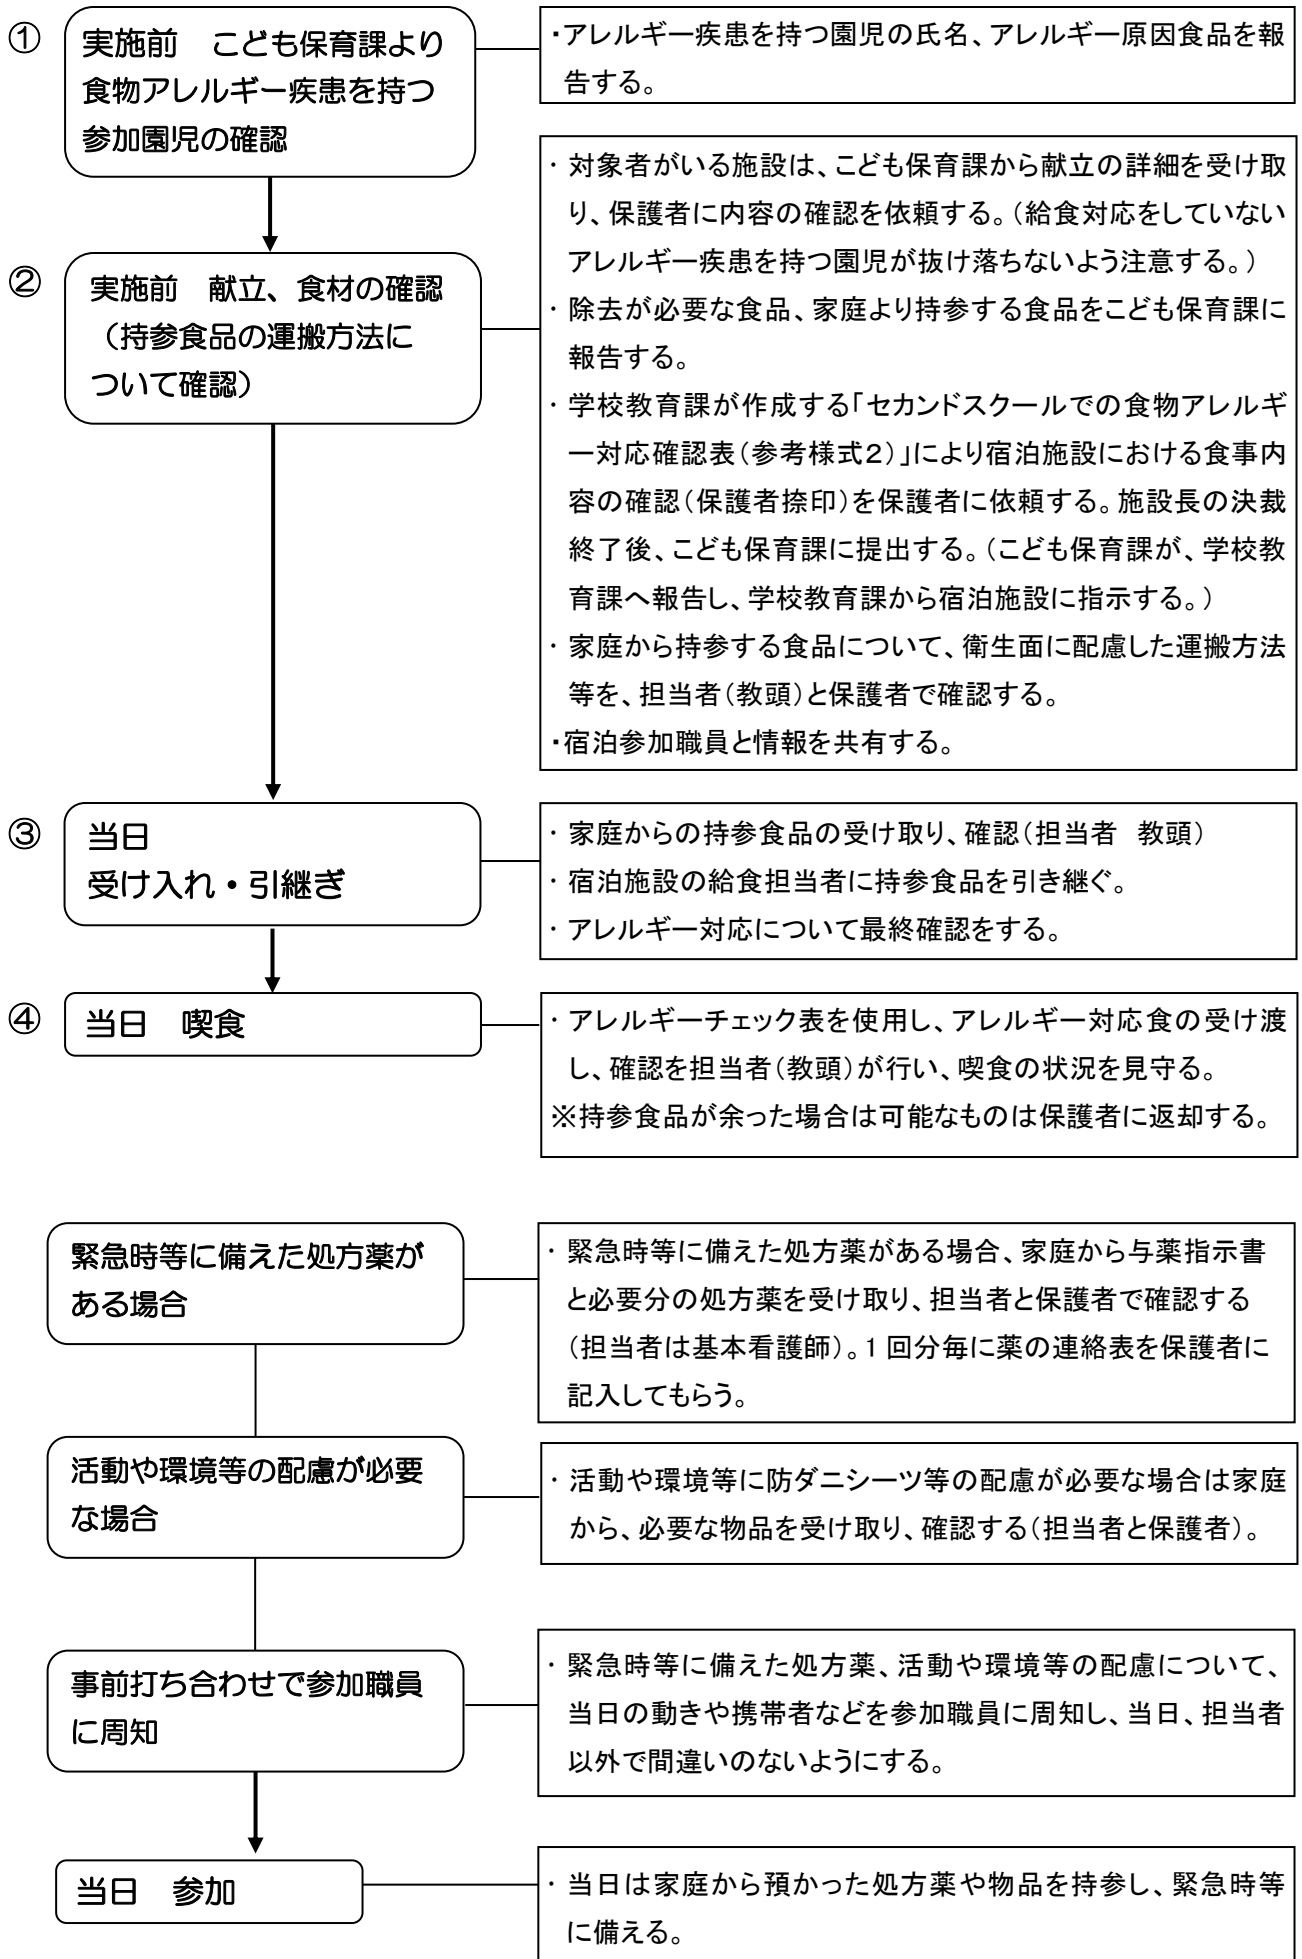 ①
実施前　こども保育課より
食物アレルギー疾患を持つ
参加園児の確認
・アレルギー疾患を持つ園児の氏名、アレルギー原因食品を報
告する。
②
実施前　献立、食材の確認
（持参食品の運搬方法に
ついて確認）
・対象者がいる施設は、こども保育課から献立の詳細を受け取
り、保護者に内容の確認を依頼する。（給食対応をしていない
アレルギー疾患を持つ園児が抜け落ちないよう注意する。）
・除去が必要な食品、家庭より持参する食品をこども保育課に
報告する。
・学校教育課が作成する「セカンドスクールでの食物アレルギ
ー対応確認表（参考様式２）」により宿泊施設における食事内
容の確認（保護者捺印）を保護者に依頼する。施設長の決裁
終了後、こども保育課に提出する。（こども保育課が、学校教
育課へ報告し、学校教育課から宿泊施設に指示する。）
・家庭から持参する食品について、衛生面に配慮した運搬方法
等を、担当者（教頭）と保護者で確認する。
・宿泊参加職員と情報を共有する。
③
当日
受け入れ・引継ぎ
・家庭からの持参食品の受け取り、確認（担当者　教頭）
・宿泊施設の給食担当者に持参食品を引き継ぐ。
・アレルギー対応について最終確認をする。
④
当日　喫食
・アレルギーチェック表を使用し、アレルギー対応食の受け渡
し、確認を担当者（教頭）が行い、喫食の状況を見守る。
※持参食品が余った場合は可能なものは保護者に返却する。
緊急時等に備えた処方薬が
ある場合
・緊急時等に備えた処方薬がある場合、家庭から与薬指示書
と必要分の処方薬を受け取り、担当者と保護者で確認する
（担当者は基本看護師）。1 回分毎に薬の連絡表を保護者に
記入してもらう。
活動や環境等の配慮が必要
な場合
・活動や環境等に防ダニシーツ等の配慮が必要な場合は家庭
から、必要な物品を受け取り、確認する（担当者と保護者）。
事前打ち合わせで参加職員
に周知
・緊急時等に備えた処方薬、活動や環境等の配慮について、
当日の動きや携帯者などを参加職員に周知し、当日、担当者
以外で間違いのないようにする。
当日　参加
・当日は家庭から預かった処方薬や物品を持参し、緊急時等
に備える。